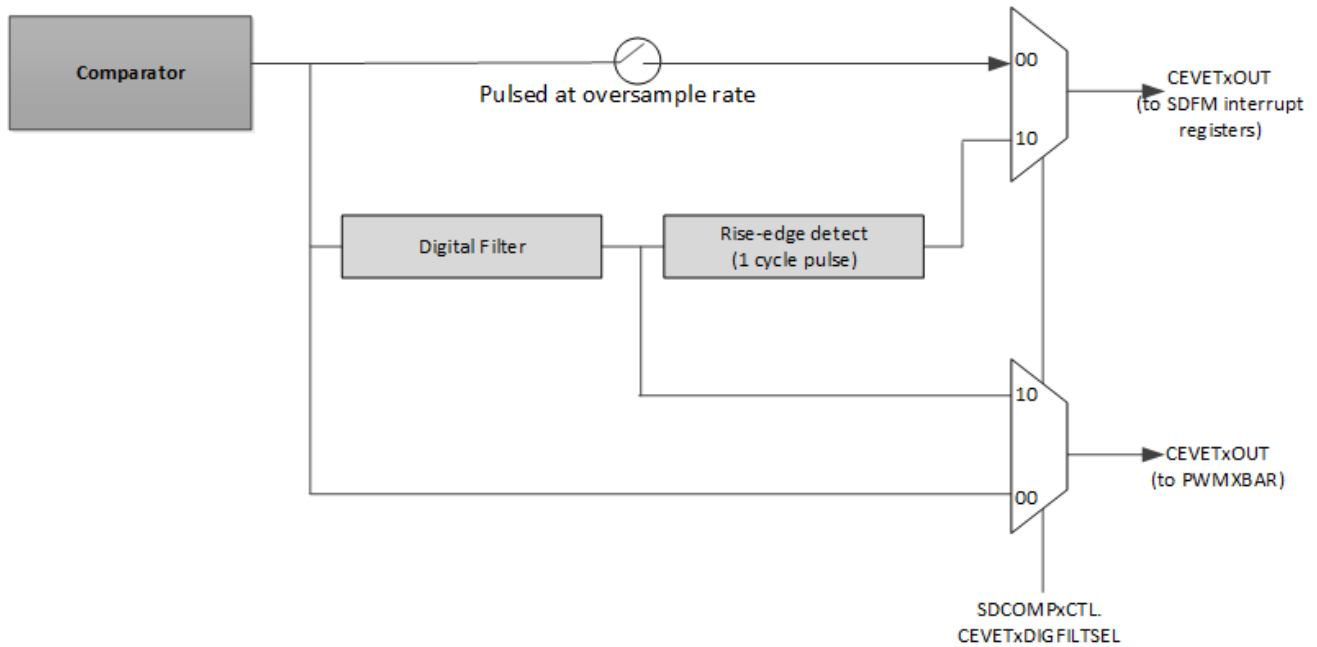 Comparator
Pulsed at oversample rate
00
CEVETxOUT
(to SDFM interrupt
registers)
10
Digital Filter
Rise-edge detect
(1 cycle pulse)
10
CEVETxOUT
(to PWMXBAR)
00
SDCOMPxCTL.
CEVETxDIGFILTSEL